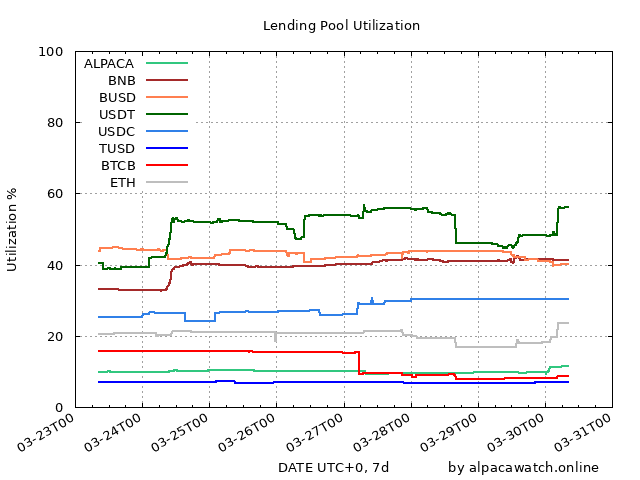 Lending Pool Utilization
Utilization %
100
80
60
40
20
0
ALPACA
BNB
BUSD
USDT
USDC
TUSD
BTCB
ETH
03-23T00
03-24T00
03-25T00
03-26T00
03-27T00
03-28T00
03-29T00
03-30T00
03-31T00
DATE UTC+0, 7d
by alpacawatch.online